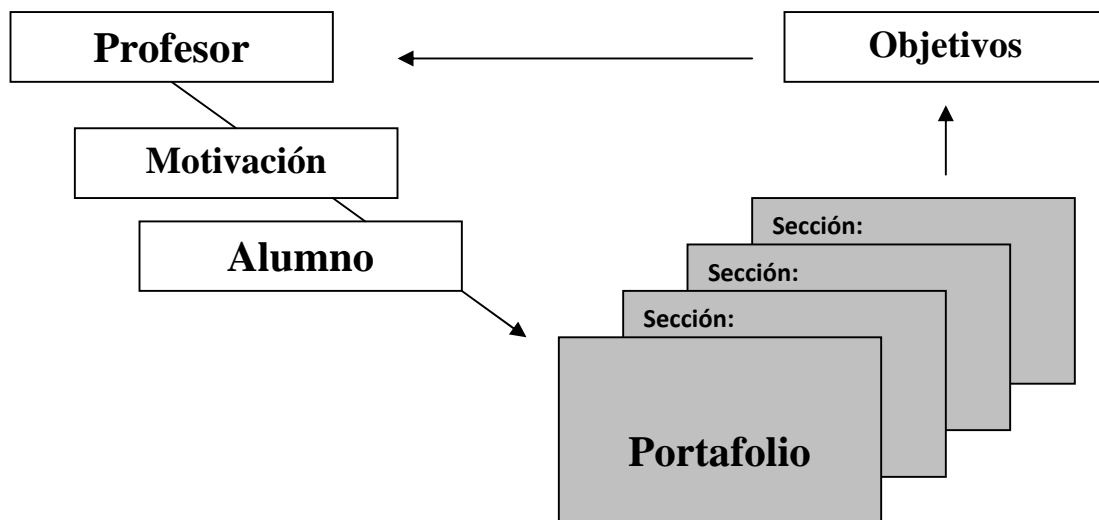 Profesor
Objetivos
Motivación
Alumno
Sección:
Sección:
Sección:
Portafolio